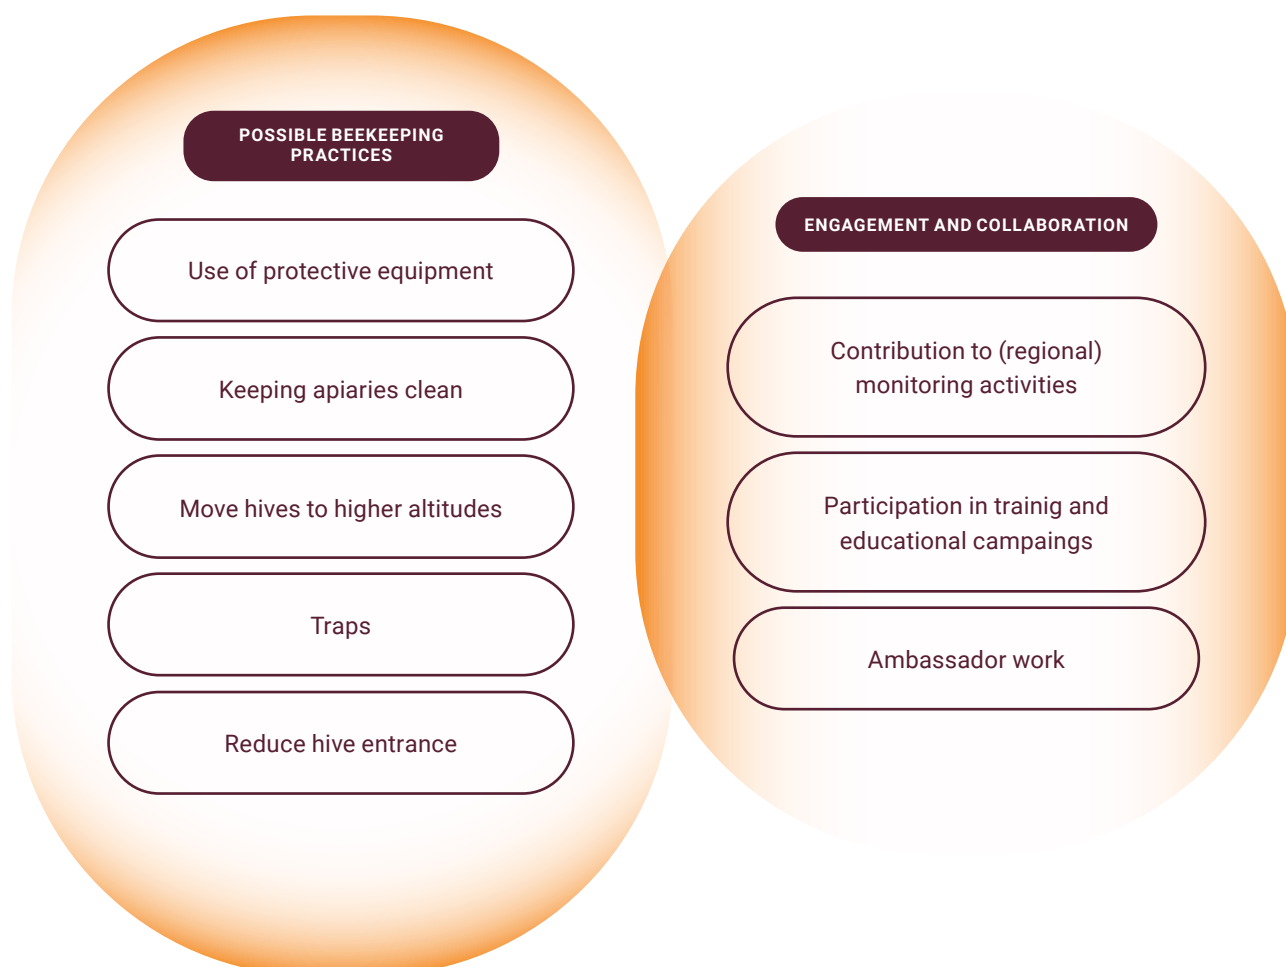 POSSIBLE BEEKEEPING
PRACTICES
Use of protective equipment
Keeping apiaries clean
Move hives to higher altitudes
Traps
Reduce hive entrance
ENGAGEMENT AND COLLABORATION
Contribution to (regional)
monitoring activities
Participation in trainig and
educational campaings
Ambassador work